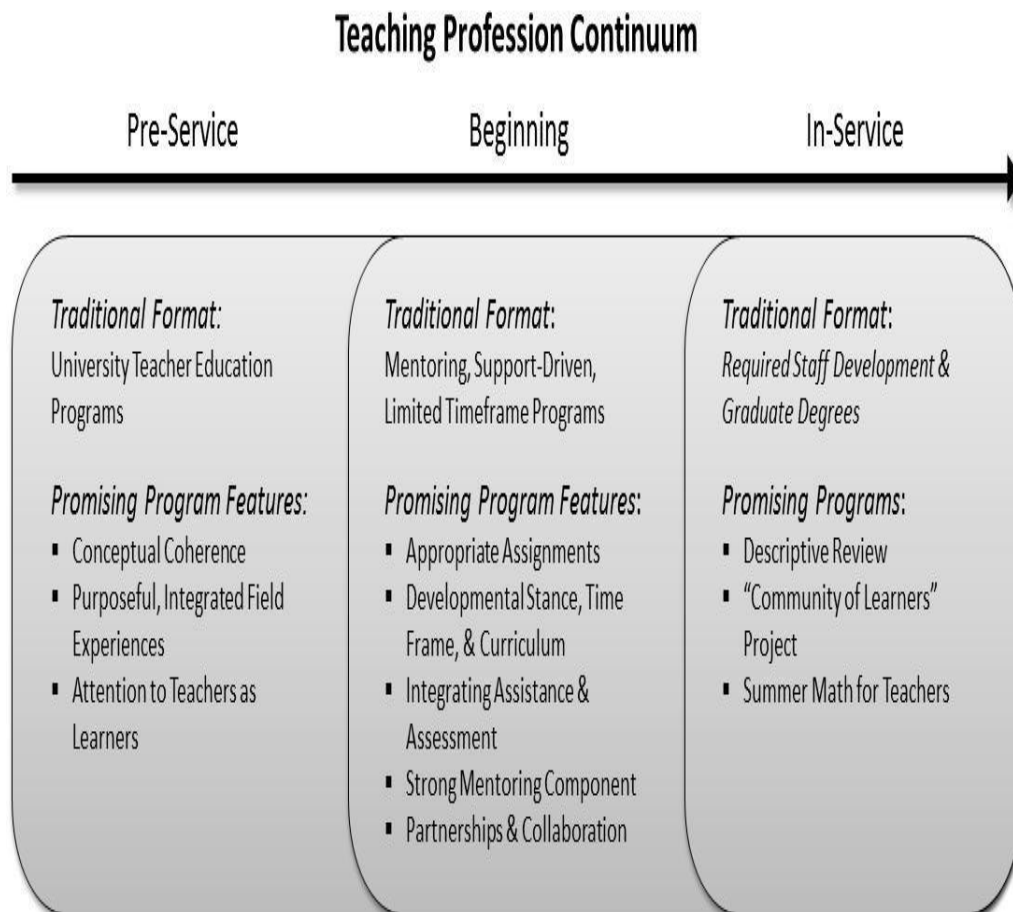 Teaching Profession Continuum
Pre-Service
Beginning
In-Service
Traditional Format:
University Teacher Education
Programs
Promising Program Features:
▪ Conceptual Coherence
▪ Purposeful, Integrated Field
Experiences
▪ Attention to Teachers as
Learners
Traditional Format:
Mentoring, Support-Driven,
Limited Timeframe Programs
Promising Program Features:
▪ Appropriate Assignments
▪ Developmental Stance, Time
Frame, & Curriculum
▪ Integrating Assistance &
Assessment
▪ Strong Mentoring Component
▪ Partnerships & Collaboration
Traditional Format:
Required Staff Development &
Graduate Degrees
Promising Programs:
▪ Descriptive Review
▪ “Community of Learners”
Project
▪ Summer Math for Teachers